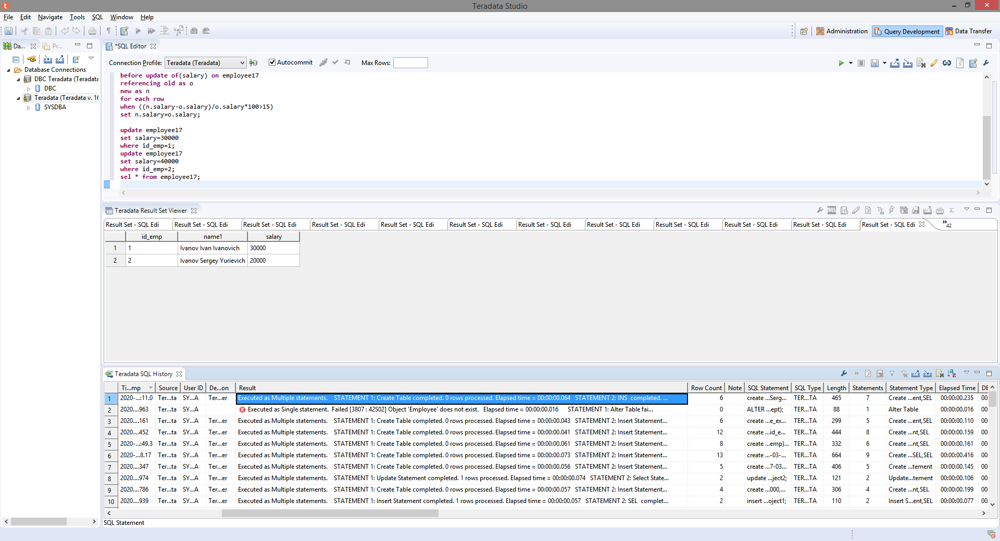 Teradata Studio
File Edit Navigate Tools SQL Window Help
Administration Query Development Data Transfer
Da... Pr...
Database Connections
DBC Teradata (Teradata
DBC
Teradata (Teradata v. 16
SYSDBA
*SQL Editor
Connection Profile: Teradata (Teradata) Autocommit Max Rows:
before update of(salary) on employee17
referencing old as o
new as n
for each row
when ((n.salary-o.salary)/o.salary*100>15)
set n.salary=o.salary;
update employee17
set salary=30000
where id_emp=1;
update employee17
set salary=40000
where id_emp=2;
sel * from employee17;
Teradata Result Set Viewer
SQL
Result Set - SQL Edi Result Set - SQL Edi Result Set - SQL Edi Result Set - SQL Edi Result Set - SQL Edi Result Set - SQL Edi Result Set - SQL Edi Result Set - SQL Edi Result Set - SQL Edi Result Set - SQL Edi Result Set - SQL Edi Result Set - SQL Edi »42
id_emp name1 salary
1 1 Ivanov Ivan Ivanovich 30000
2 2 Ivanov Sergey Yurievich 20000
Teradata SQL History
Ti...mp Source User ID De...on Result Row Count Note SQL Statement SQL Type Length Statements Statement Type Elapsed Time DE
1 2020-...:11.0 Ter...ta SY...A Ter...er Executed as Multiple statements. STATEMENT 1: Create Table completed. 0 rows processed. Elapsed time = 00:00:00.064 STATEMENT 2: INS completed. ... 6 create ...Serg... TER...TA 465 7 Create ...ent,SEL 00:00:00.235 00:
2 2020....963 Ter...ta SY...A Executed as Single statement. Failed [3807 : 42S02] Object 'Employee' does not exist. Elapsed time = 00:00:00.016 STATEMENT 1: Alter Table fai... 0 ALTER ...ept); TER...TA 88 1 Alter Table 00:00:00.016 00:
3 2020....161 Ter...ta SY...A Ter...er Executed as Multiple statements. STATEMENT 1: Create Table completed. 0 rows processed. Elapsed time = 00:00:00.043 STATEMENT 2: Insert Statement... 6 create ...e_ex... TER...TA 299 5 Create ...ent,SEL 00:00:00.110 00:
4 2020....452 Ter...ta SY...A Ter...er Executed as Multiple statements. STATEMENT 1: Create Table completed. 0 rows processed. Elapsed time = 00:00:00.041 STATEMENT 2: Insert Statement... 12 create ...id_e... TER...TA 444 8 Create ...nt,SEL 00:00:00.159 00:
5 2020-...:49.3 Ter...ta SY...A Ter...er Executed as Multiple statements. STATEMENT 1: Create Table completed. 0 rows processed. Elapsed time = 00:00:00.061 STATEMENT 2: Insert Statement... 8 create ...emp)... TER...TA 332 6 Create ...nt,SEL 00:00:00.161 00:
6 2020-...8.17 Ter...ta SY...A Ter...er Executed as Multiple statements. STATEMENT 1: Create Table completed. 0 rows processed. Elapsed time = 00:00:00.073 STATEMENT 2: Insert Statement... 13 create ...-03-... TER...TA 664 9 Create ...SEL,SEL 00:00:00.416 00:
7 2020....347 Ter...ta SY...A Ter...er Executed as Multiple statements. STATEMENT 1: Create Table completed. 0 rows processed. Elapsed time = 00:00:00.056 STATEMENT 2: Insert Statement... 5 create ...7-03... TER...TA 406 5 Create ...tement 00:00:00.145 00:
8 2020....974 Ter...ta SY...A Ter...er Executed as Multiple statements. STATEMENT 1: Update Statement completed. 1 rows processed. Elapsed time = 00:00:00.074 STATEMENT 2: Select State... 2 update ...ject2; TER...TA 121 2 Update...tement 00:00:00.106 00:
9 2020....786 Ter...ta SY...A Ter...er Executed as Multiple statements. STATEMENT 1: Create Table completed. 0 rows processed. Elapsed time = 00:00:00.057 STATEMENT 2: Insert Statement... 4 create ...000,... TER...TA 306 4 Create ...nt,SEL 00:00:00.199 00:
10 2020....939 Ter...ta SY...A Ter...er Executed as Multiple statements. STATEMENT 1: Insert Statement completed. 1 rows processed. Elapsed time = 00:00:00.057 STATEMENT 2: SEL complet... 2 insert ...oject1; TER...TA 110 2 Insert S...ent,SEL 00:00:00.077 00:
SQL Statement